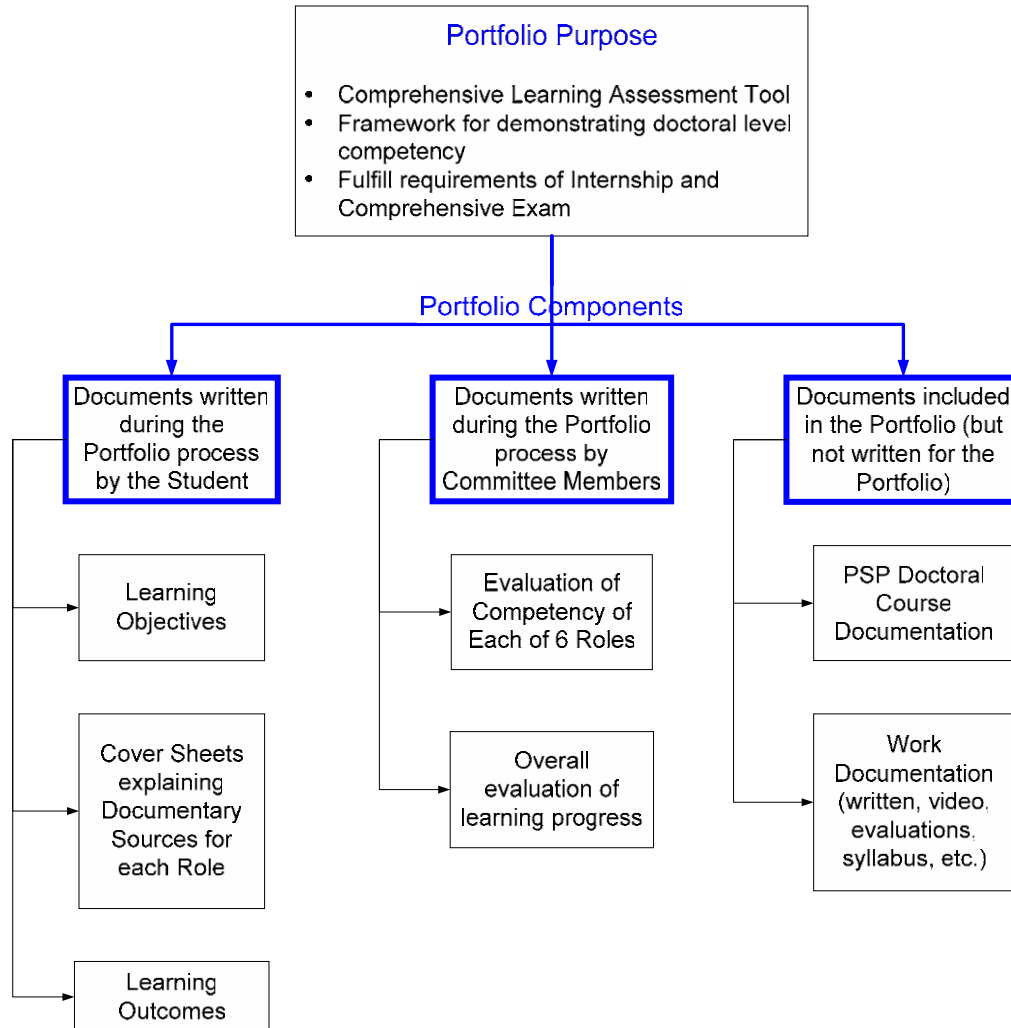 Portfolio Purpose
• Comprehensive Learning Assessment Tool
• Framework for demonstrating doctoral level
competency
• Fulfill requirements of Internship and
Comprehensive Exam
Portfolio Components
Documents written
during the
Portfolio process
by the Student
Learning
Objectives
Cover Sheets
explaining
Documentary
Sources for
each Role
Learning
Outcomes
Documents written
during the Portfolio
process by
Committee Members
Evaluation of
Competency of
Each of 6 Roles
Overall
evaluation of
learning progress
Documents included
in the Portfolio (but
not written for the
Portfolio)
PSP Doctoral
Course
Documentation
Work
Documentation
(written, video,
evaluations,
syllabus, etc.)